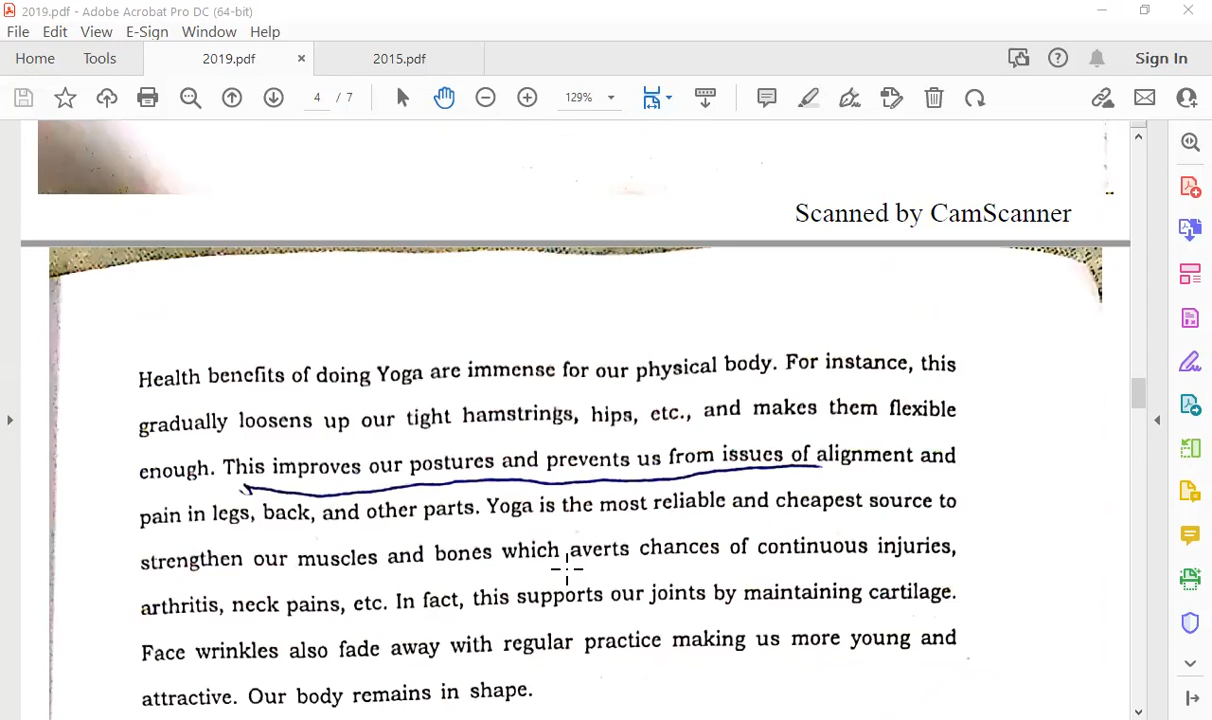 2019.pdf - Adobe Acrobat Pro DC (64-bit)
File Edit View E-Sign Window Help
Home Tools 2019.pdf × 2015.pdf Sign In
4 / 7 129%
Scanned by CamScanner
Health benefits of doing Yoga are immense for our physical body. For instance, this
gradually loosens up our tight hamstrings, hips, etc., and makes them flexible
enough. This improves our postures and prevents us from issues of alignment and
pain in legs, back, and other parts. Yoga is the most reliable and cheapest source to
strengthen our muscles and bones which averts chances of continuous injuries,
arthritis, neck pains, etc. In fact, this supports our joints by maintaining cartilage.
Face wrinkles also fade away with regular practice making us more young and
attractive. Our body remains in shape.